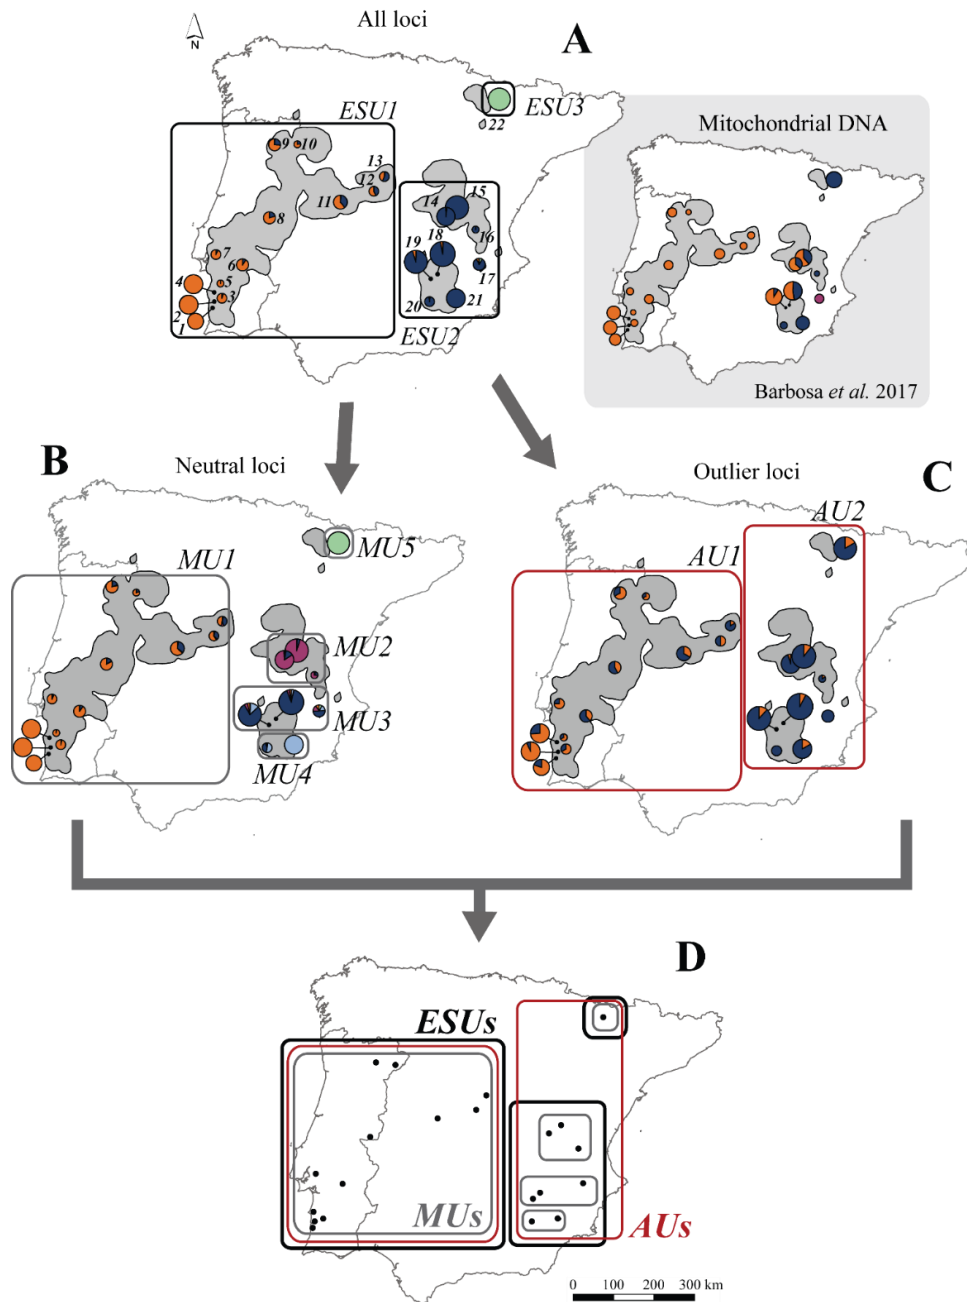 All loci
A
N
ESU3
22
ESU1
Mitochondrial DNA
9
10
13
12
11
15
14
8
16
19
18
7
6
17
4
5
3
20
21
2
1
ESU2
Barbosa et al. 2017
B
Neutral loci
Outlier loci
C
AU2
MU5
MU1
AU1
MU2
MU3
MU4
D
ESUs
MUs
AUs
0 100 200 300 km